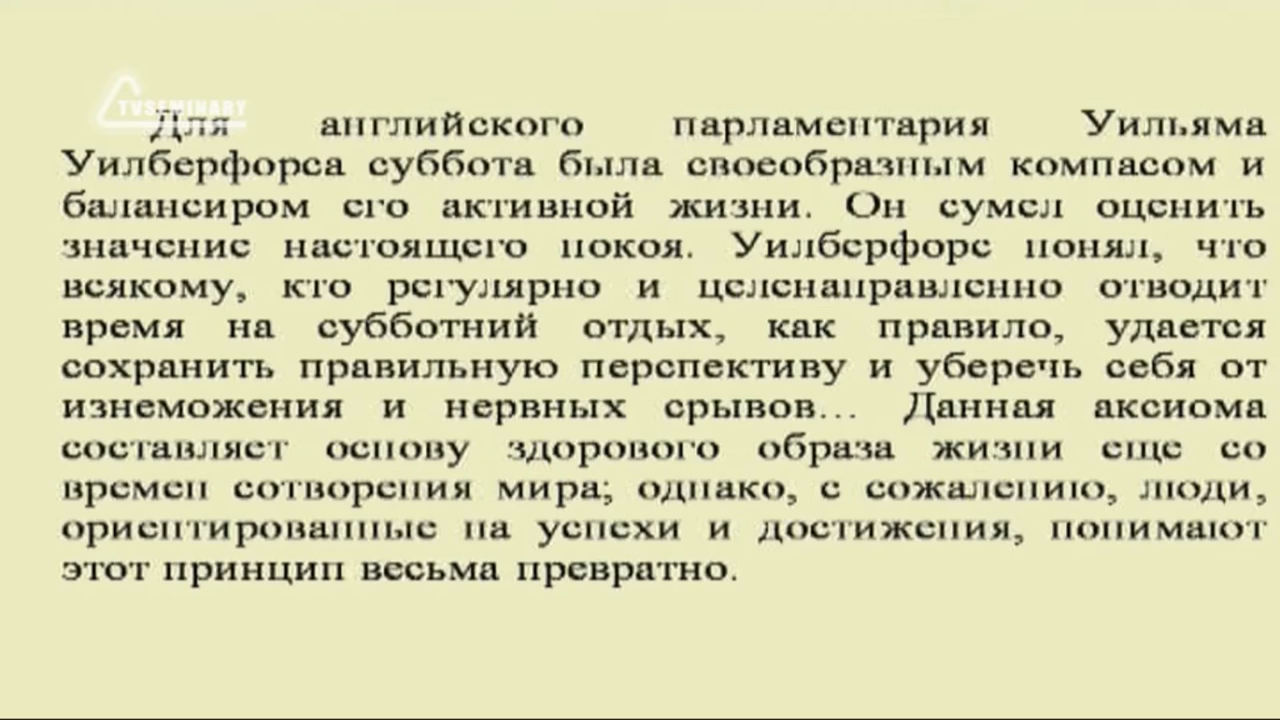 TVSEMINARY
Для английского парламентария Уильяма
Уилберфорса суббота была своеобразным компасом и
балансиром его активной жизни. Он сумел оценить
значение настоящего покоя. Уилберфорс понял, что
всякому, кто регулярно и целенаправленно отводит
время на субботний отдых, как правило, удается
сохранить правильную перспективу и уберечь себя от
изнеможения и нервных срывов... Данная аксиома
составляет основу здорового образа жизни еще со
времен сотворения мира; однако, с сожалению, люди,
ориентированные на успехи и достижения, понимают
этот принцип весьма превратно.